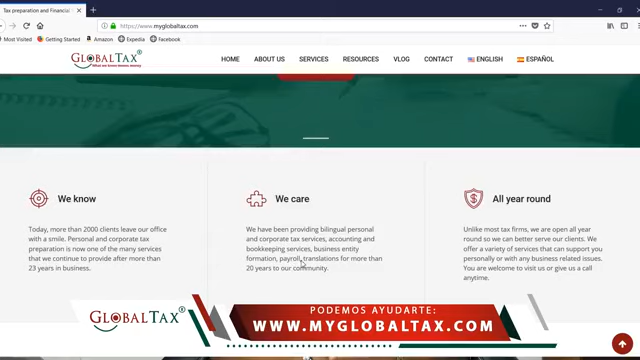 Tax preparation and Financial
https://www.myglobaltax.com
Most Visited Getting Started Amazon Expedia Facebook
GLOBALTAX®
HOME ABOUT US SERVICES RESOURCES VLOG CONTACT ENGLISH ESPAÑOL
We know
Today, more than 2000 clients leave our office
with a smile. Personal and corporate tax
preparation is now one of the many services
that we continue to provide after more than
23 years in business.
We care
We have been providing bilingual personal
and corporate tax services, accounting and
bookkeeping services, business entity
formation, payroll, translations for more than
20 years to our community.
All year round
Unlike most tax firms, we are open all year
round so we can better serve our clients. We
offer a variety of services that can support you
personally or with any business related issues.
You are welcome to visit us or give us a call
anytime.
GLOBALTAX®
PODEMOS AYUDARTE:
WWW.MYGLOBALTAX.COM